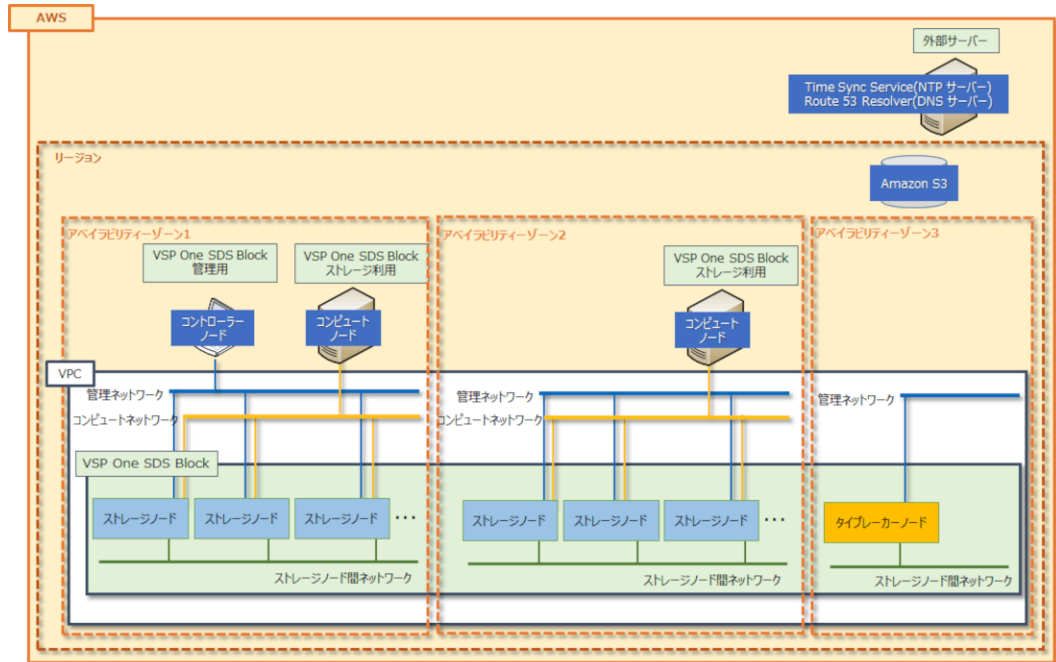 AWS
外部サーバー
Time Sync Service(NTP サーバー)
Route 53 Resolver(DNS サーバー)
リージョン
Amazon S3
アベイラビリティーゾーン1
アベイラビリティーゾーン2
アベイラビリティーゾーン3
VSP One SDS Block
管理用
VSP One SDS Block
ストレージ利用
VSP One SDS Block
ストレージ利用
コントローラー
ノード
コンピュート
ノード
コンピュート
ノード
VPC
管理ネットワーク
管理ネットワーク
管理ネットワーク
コンピュートネットワーク
コンピュートネットワーク
VSP One SDS Block
ストレージノード
ストレージノード
ストレージノード
・・・
ストレージノード
ストレージノード
ストレージノード
・・・
タイブレーカーノード
ストレージノード間ネットワーク
ストレージノード間ネットワーク
ストレージノード間ネットワーク